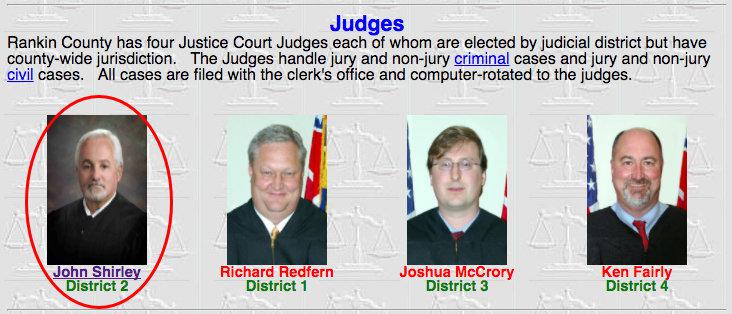 Judges
Rankin County has four Justice Court Judges each of whom are elected by judicial district but have
county-wide jurisdiction. The Judges handle jury and non-jury criminal cases and jury and non-jury
civil cases. All cases are filed with the clerk's office and computer-rotated to the judges.
John Shirley Richard Redfern Joshua McCrory Ken Fairly
District 2 District 1 District 3 District 4